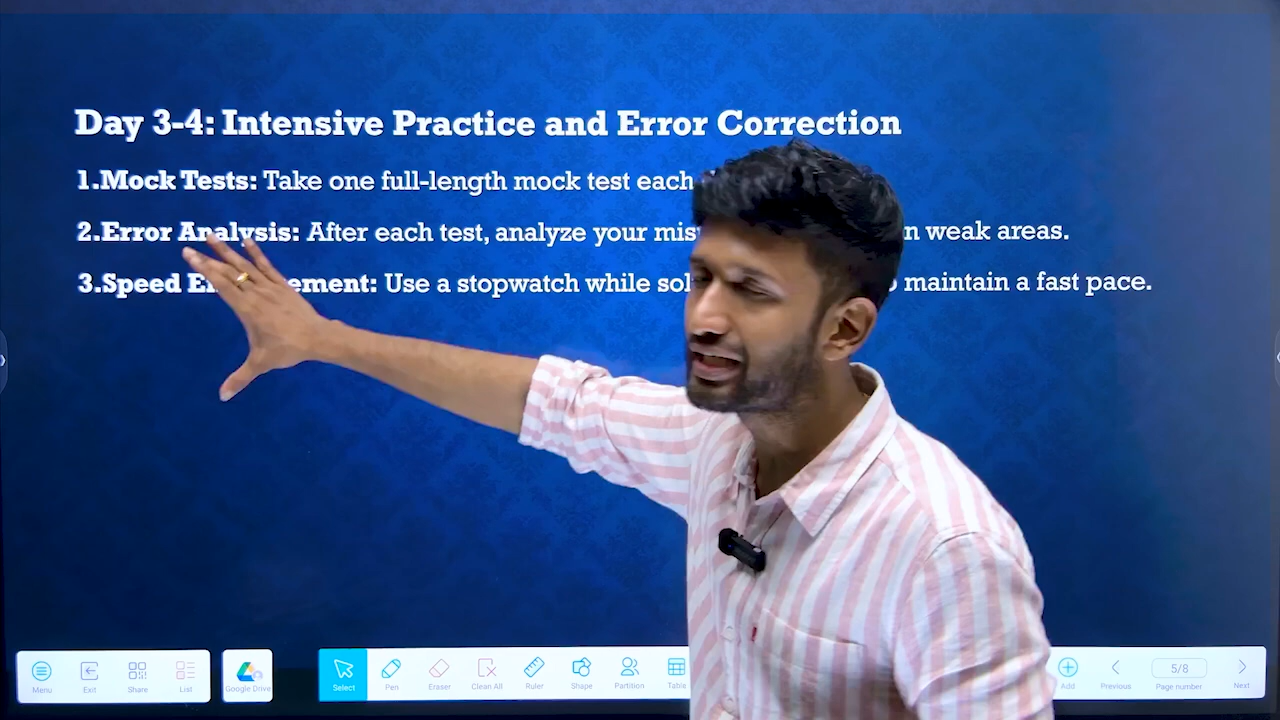 Day 3-4: Intensive Practice and Error Correction
1.Mock Tests: Take one full-length mock test each
2.Error Analysis: After each test, analyze your weak areas.
3.Speed Use a stopwatch while maintain a fast pace.
Menu Exit Share List Google Drive Select Pen Eraser Clean All Ruler Shape Partition Table Add Previous 5/8 Page number Next